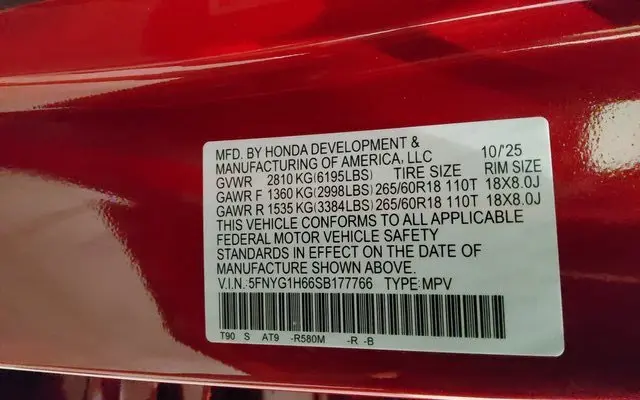 MFD. BY HONDA DEVELOPMENT &
MANUFACTURING OF AMERICA, LLC 10/'25
GVWR 2810 KG(6195LBS) TIRE SIZE RIM SIZE
GAWR F 1360 KG(2998LBS) 265/60R18 110T 18X8.0J
GAWR R 1535 KG(3384LBS) 265/60R18 110T 18X8.0J
THIS VEHICLE CONFORMS TO ALL APPLICABLE
FEDERAL MOTOR VEHICLE SAFETY
STANDARDS IN EFFECT ON THE DATE OF
MANUFACTURE SHOWN ABOVE.
V.I.N.:5FNYG1H66SB177766 TYPE:MPV
T90 S AT9 -R580M -R -B